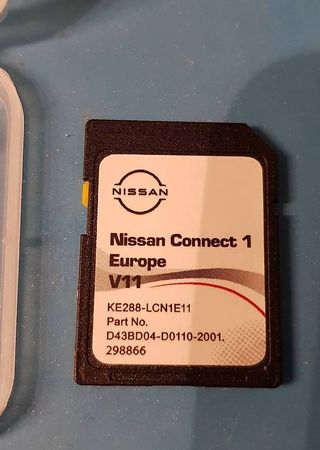 NISSAN
Nissan Connect 1
Europe
V11
KE288-LCN1E11
Part No.
D43BD04-D0110-2001.
298866